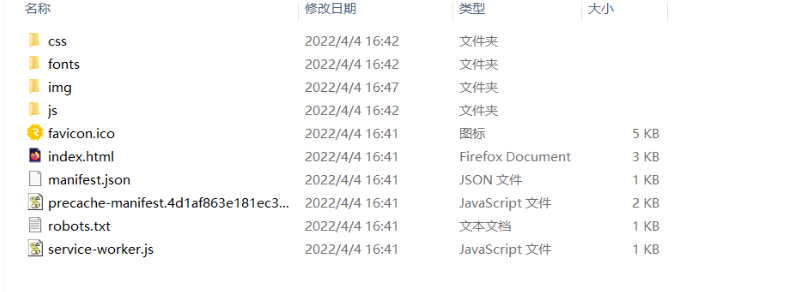 名称 修改日期 类型 大小
css 2022/4/4 16:42 文件夹
fonts 2022/4/4 16:42 文件夹
img 2022/4/4 16:47 文件夹
js 2022/4/4 16:42 文件夹
favicon.ico 2022/4/4 16:41 图标 5 KB
index.html 2022/4/4 16:41 Firefox Document 3 KB
manifest.json 2022/4/4 16:41 JSON 文件 1 KB
precache-manifest.4d1af863e181ec3... 2022/4/4 16:41 JavaScript 文件 2 KB
robots.txt 2022/4/4 16:41 文本文档 1 KB
service-worker.js 2022/4/4 16:41 JavaScript 文件 1 KB